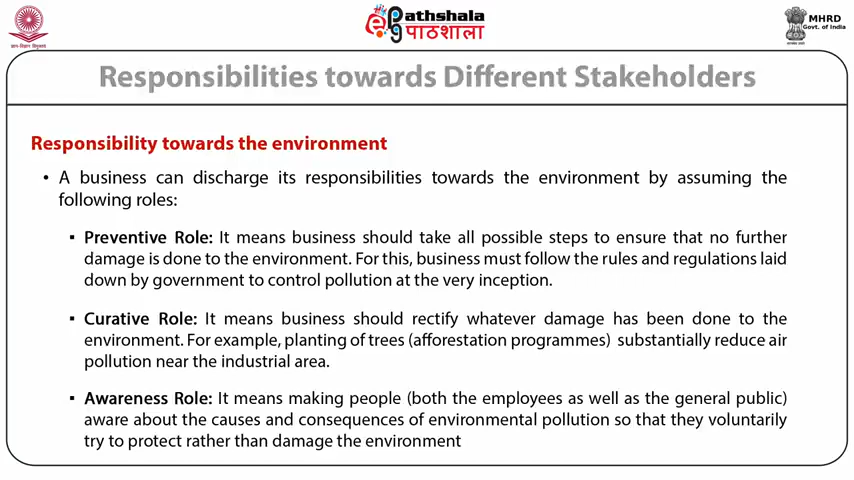 ज्ञान-विज्ञान विमुक्तये
Pathshala
पाठशाला
MHRD
Govt. of India
Responsibilities towards Different Stakeholders
Responsibility towards the environment
• A business can discharge its responsibilities towards the environment by assuming the
following roles:
▪ Preventive Role: It means business should take all possible steps to ensure that no further
damage is done to the environment. For this, business must follow the rules and regulations laid
down by government to control pollution at the very inception.
▪ Curative Role: It means business should rectify whatever damage has been done to the
environment. For example, planting of trees (afforestation programmes) substantially reduce air
pollution near the industrial area.
▪ Awareness Role: It means making people (both the employees as well as the general public)
aware about the causes and consequences of environmental pollution so that they voluntarily
try to protect rather than damage the environment